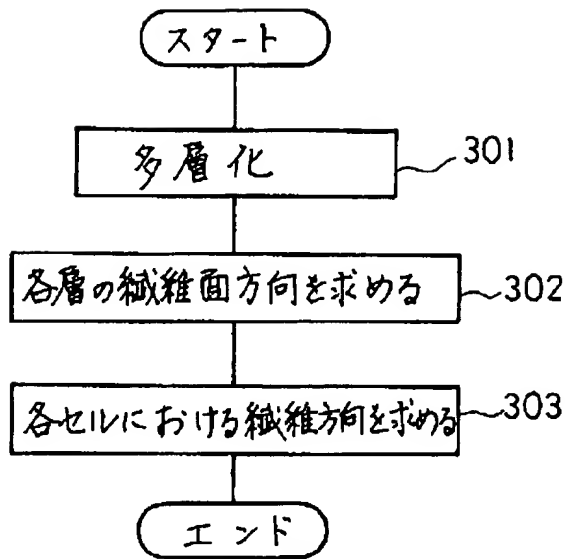 スタート
多層化
301
各層の繊維面方向を求める
302
各セルにおける繊維方向を求める
303
エンド